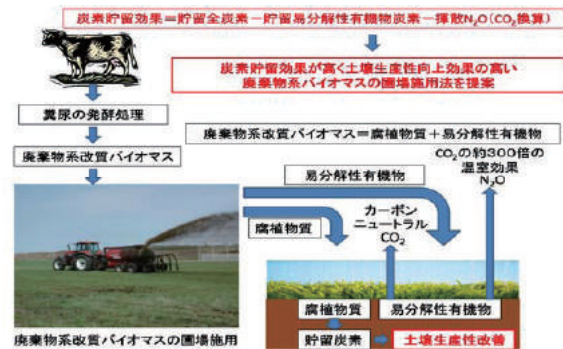 炭素貯留効果＝貯留全炭素－貯留易分解性有機物炭素－揮散N₂O（CO₂換算）
炭素貯留効果が高く土壌生産性向上効果の高い
廃棄物系バイオマスの圃場施用法を提案
糞尿の発酵処理
廃棄物系改質バイオマス
廃棄物系改質バイオマス＝腐植物質＋易分解性有機物
CO₂の約300倍の
温室効果
N₂O
易分解性有機物
腐植物質
カーボン
ニュートラル
CO₂
腐植物質
易分解性有機物
貯留炭素
土壌生産性改善
廃棄物系改質バイオマスの圃場施用